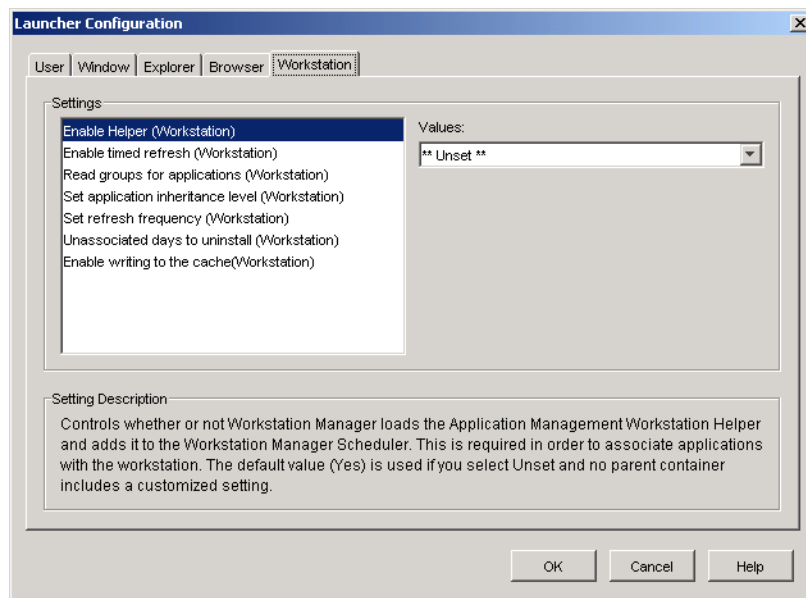 Launcher Configuration
User Window Explorer Browser Workstation
Settings
Enable Helper (Workstation)
Enable timed refresh (Workstation)
Read groups for applications (Workstation)
Set application inheritance level (Workstation)
Set refresh frequency (Workstation)
Unassociated days to uninstall (Workstation)
Enable writing to the cache(Workstation)
Values:
** Unset **
Setting Description
Controls whether or not Workstation Manager loads the Application Management Workstation Helper
and adds it to the Workstation Manager Scheduler. This is required in order to associate applications
with the workstation. The default value (Yes) is used if you select Unset and no parent container
includes a customized setting.
OK Cancel Help